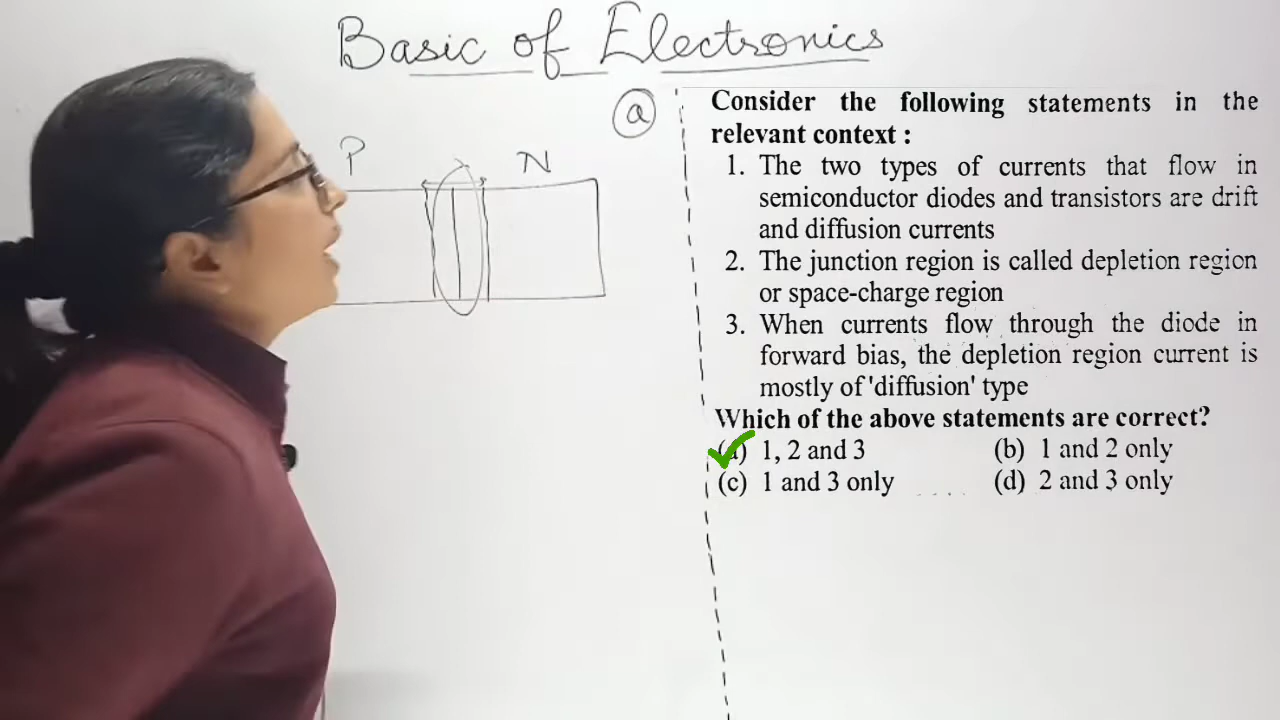 Basic of Electronics
a
P
N
Consider the following statements in the
relevant context :
1. The two types of currents that flow in
semiconductor diodes and transistors are drift
and diffusion currents
2. The junction region is called depletion region
or space-charge region
3. When currents flow through the diode in
forward bias, the depletion region current is
mostly of 'diffusion' type
Which of the above statements are correct?
(a) 1, 2 and 3 (b) 1 and 2 only
(c) 1 and 3 only (d) 2 and 3 only